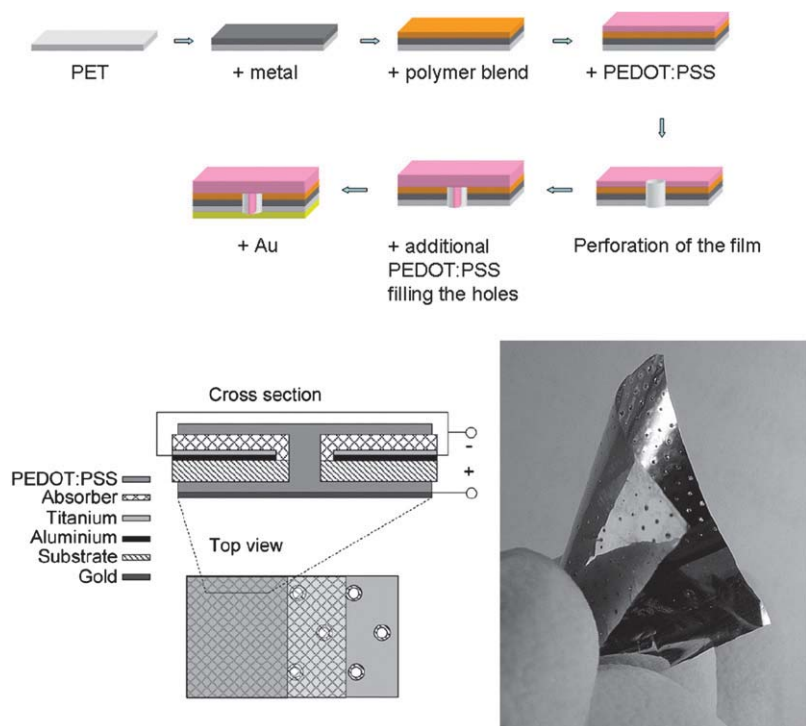 PET
+ metal
+ polymer blend
+ PEDOT:PSS
Perforation of the film
+ additional
PEDOT:PSS
filling the holes
+ Au
Cross section
-
+
PEDOT:PSS
Absorber
Titanium
Aluminium
Substrate
Gold
Top view